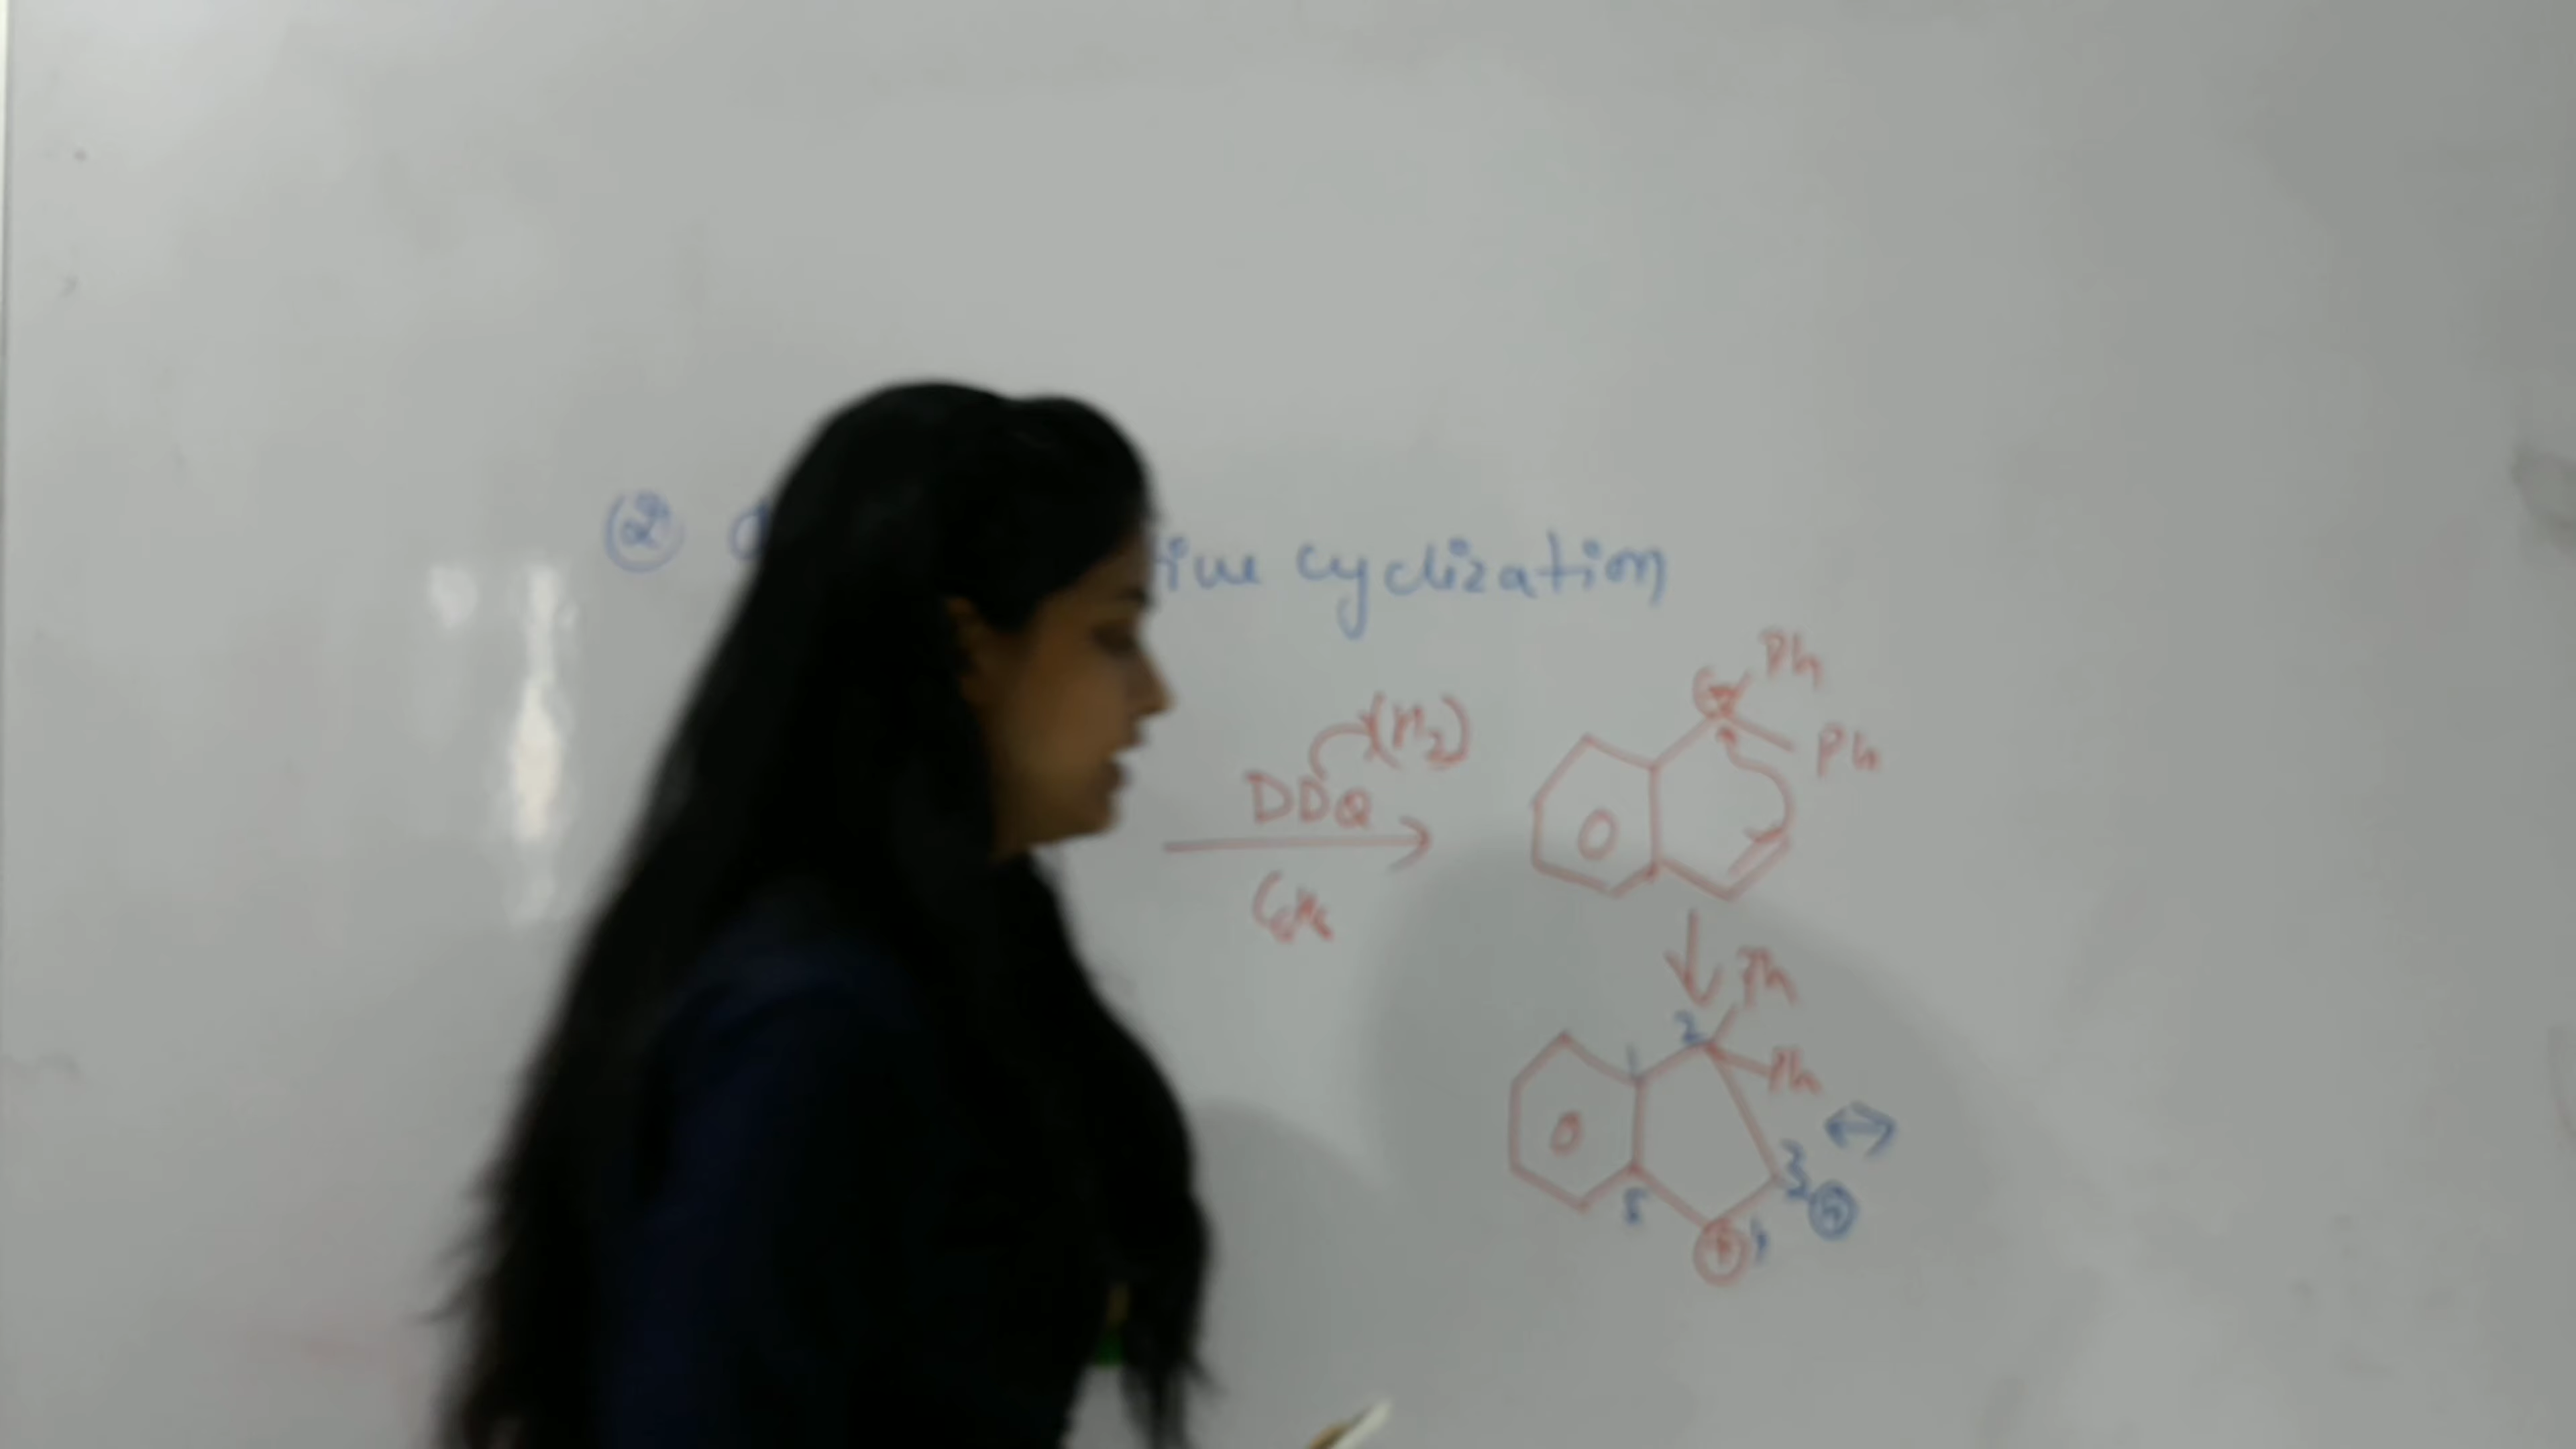 ② O
tive cyclization
Ph
Ph
(H2)
DDQ
C6H6
Ph
2
1
Ph
3
5
4